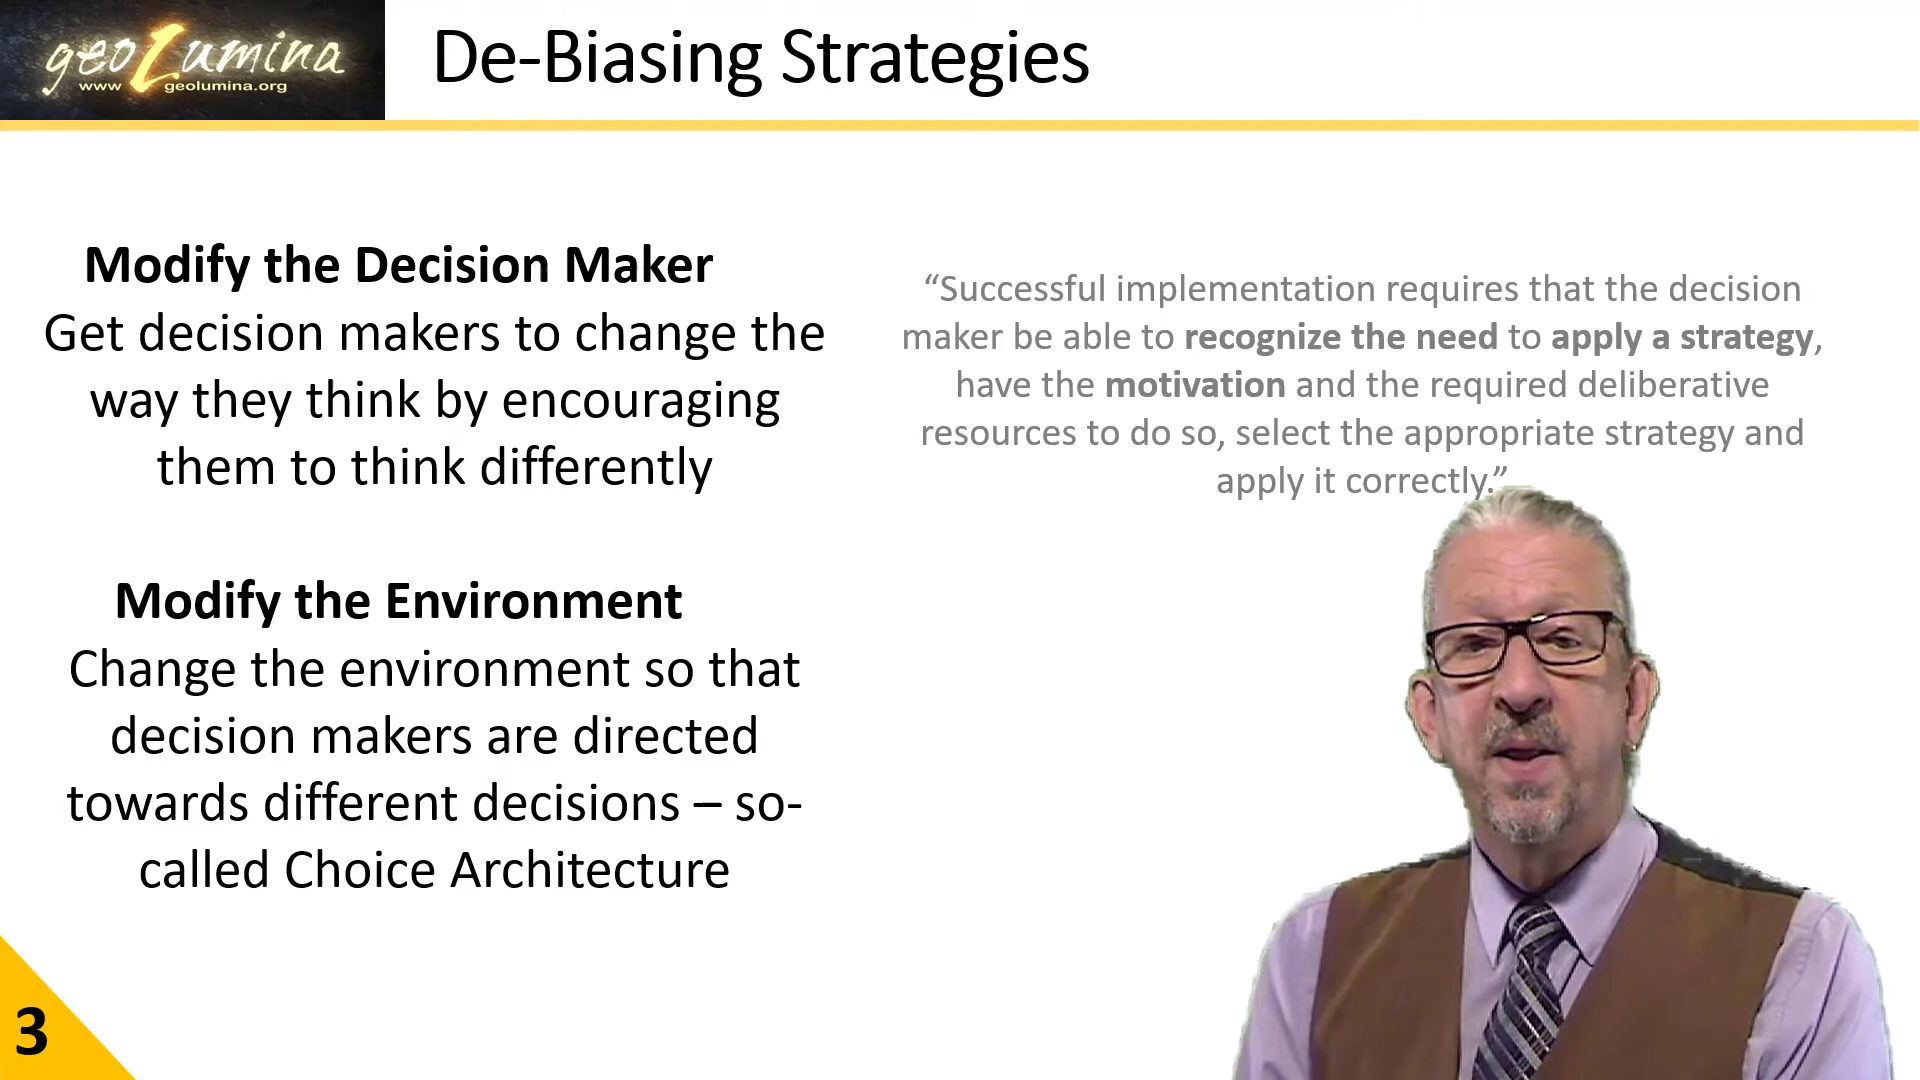 geoLumina
www geolumina.org
De-Biasing Strategies
Modify the Decision Maker
Get decision makers to change the
way they think by encouraging
them to think differently
“Successful implementation requires that the decision
maker be able to recognize the need to apply a strategy,
have the motivation and the required deliberative
resources to do so, select the appropriate strategy and
apply it correctly.”
Modify the Environment
Change the environment so that
decision makers are directed
towards different decisions – so-
called Choice Architecture
3